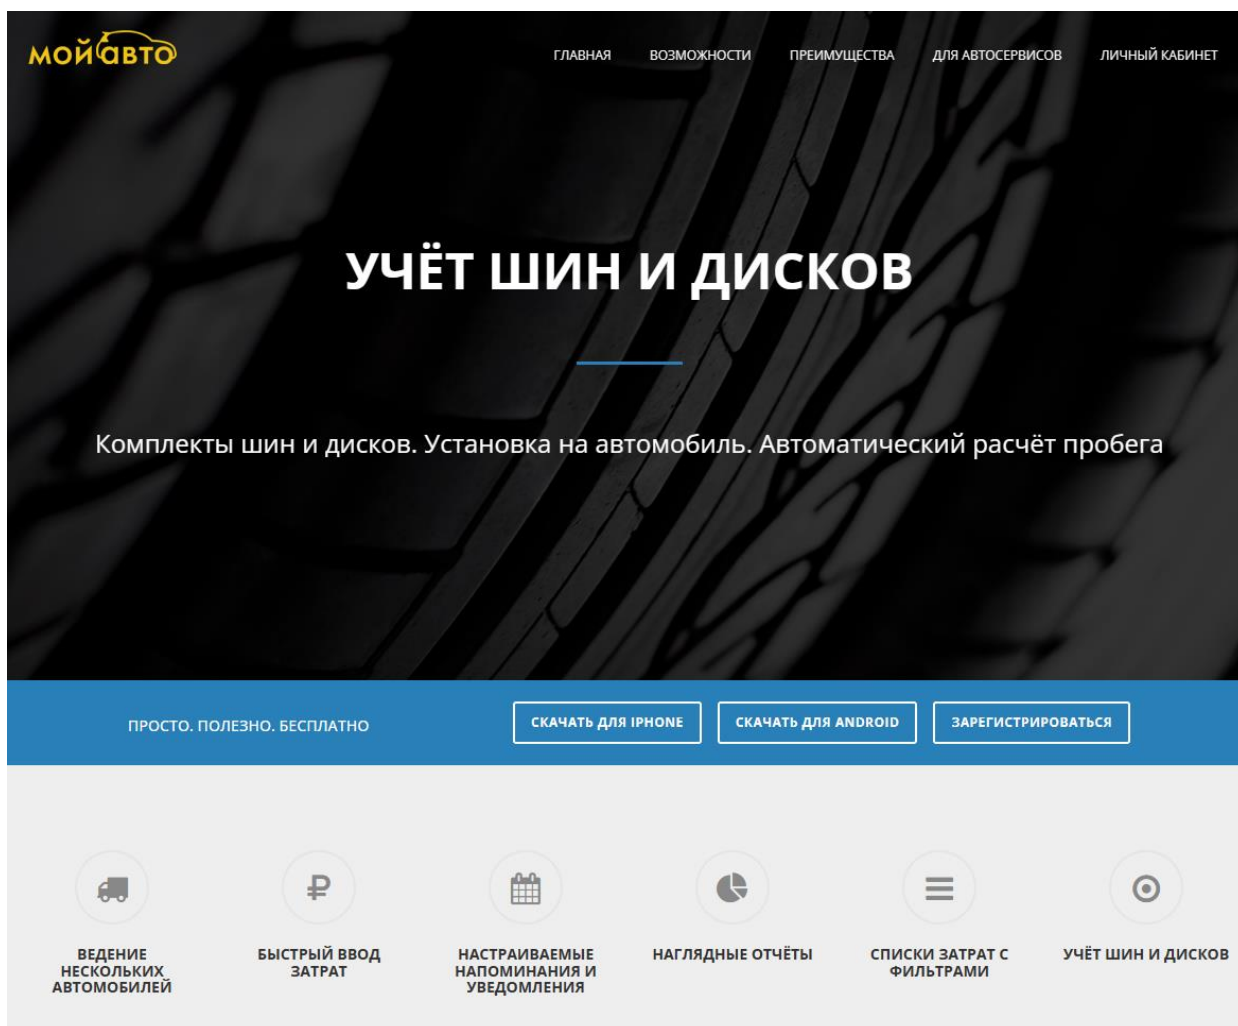 мойавто
ГЛАВНАЯ ВОЗМОЖНОСТИ ПРЕИМУЩЕСТВА ДЛЯ АВТОСЕРВИСОВ ЛИЧНЫЙ КАБИНЕТ
УЧЁТ ШИН И ДИСКОВ
Комплекты шин и дисков. Установка на автомобиль. Автоматический расчёт пробега
ПРОСТО. ПОЛЕЗНО. БЕСПЛАТНО
СКАЧАТЬ ДЛЯ IPHONE
СКАЧАТЬ ДЛЯ ANDROID
ЗАРЕГИСТРИРОВАТЬСЯ
ВЕДЕНИЕ
НЕСКОЛЬКИХ
АВТОМОБИЛЕЙ
БЫСТРЫЙ ВВОД
ЗАТРАТ
НАСТРАИВАЕМЫЕ
НАПОМИНАНИЯ И
УВЕДОМЛЕНИЯ
НАГЛЯДНЫЕ ОТЧЁТЫ
СПИСКИ ЗАТРАТ С
ФИЛЬТРАМИ
УЧЁТ ШИН И ДИСКОВ